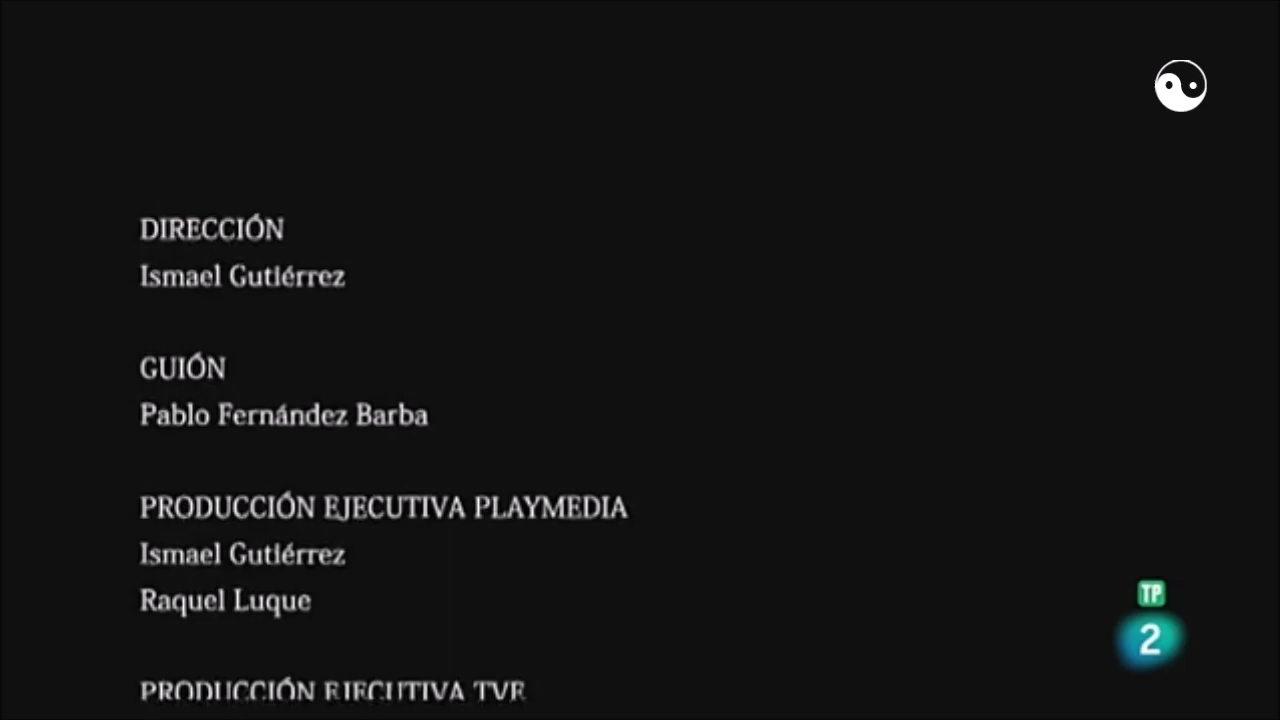 DIRECCIÓN
Ismael Gutiérrez
GUIÓN
Pablo Fernández Barba
PRODUCCIÓN EJECUTIVA PLAYMEDIA
Ismael Gutiérrez
Raquel Luque
TP
2
PRODUCCIÓN EJECUTIVA TVE